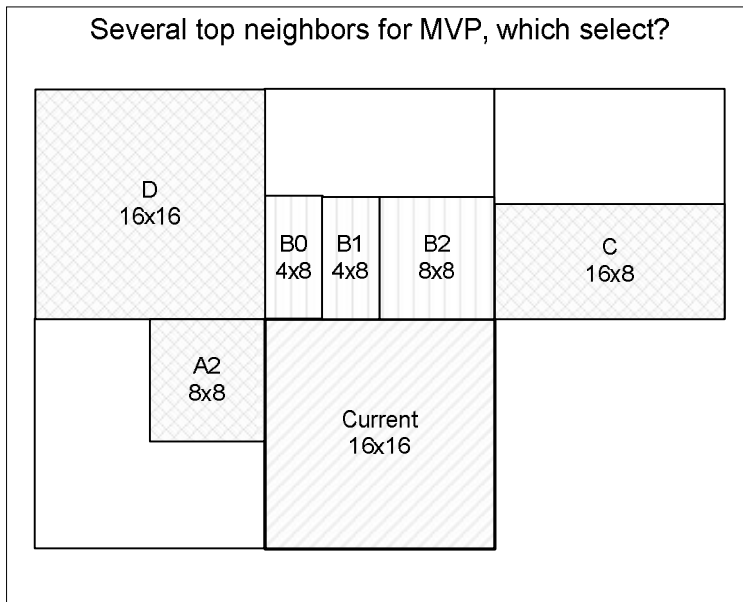 Several top neighbors for MVP, which select?
D
16x16
B0
4x8
B1
4x8
B2
8x8
C
16x8
A2
8x8
Current
16x16